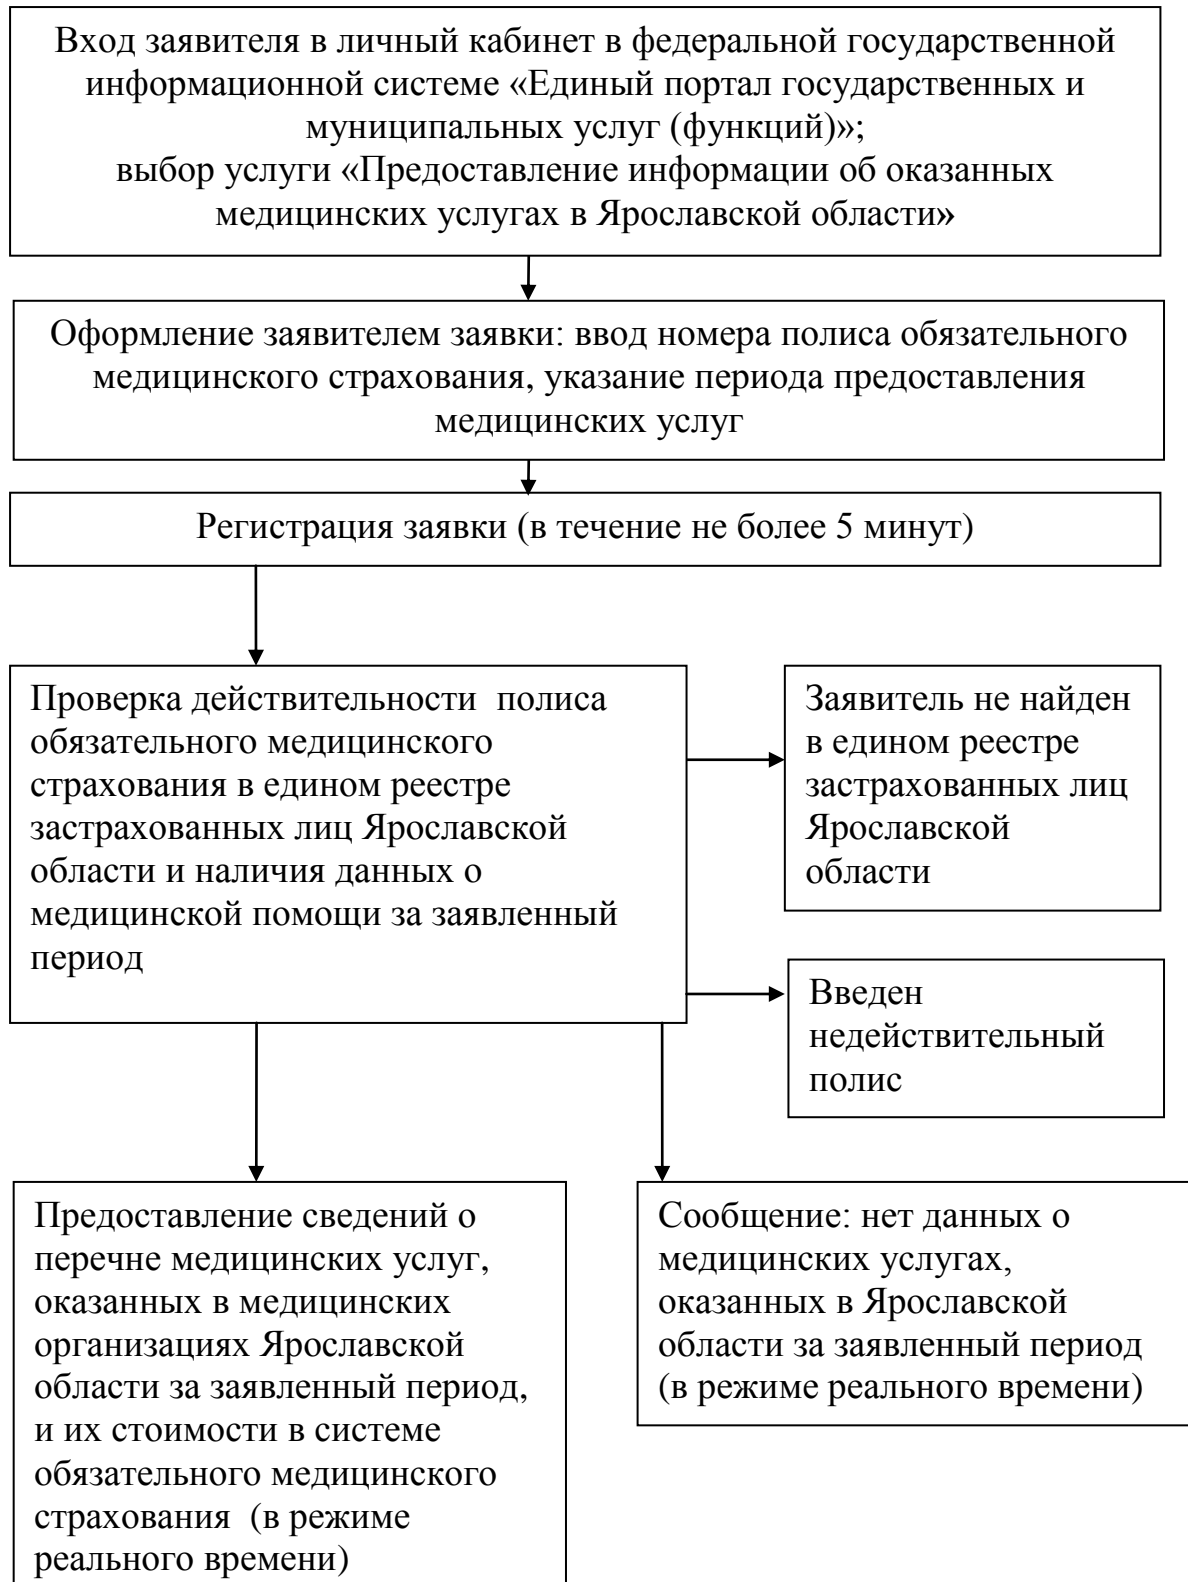 Вход заявителя в личный кабинет в федеральной государственной
информационной системе «Единый портал государственных и
муниципальных услуг (функций)»;
выбор услуги «Предоставление информации об оказанных
медицинских услугах в Ярославской области»
Оформление заявителем заявки: ввод номера полиса обязательного
медицинского страхования, указание периода предоставления
медицинских услуг
Регистрация заявки (в течение не более 5 минут)
Проверка действительности  полиса
обязательного медицинского
страхования в едином реестре
застрахованных лиц Ярославской
области и наличия данных о
медицинской помощи за заявленный
период
Заявитель не найден
в едином реестре
застрахованных лиц
Ярославской
области
Введен
недействительный
полис
Предоставление сведений о
перечне медицинских услуг,
оказанных в медицинских
организациях Ярославской
области за заявленный период,
и их стоимости в системе
обязательного медицинского
страхования  (в режиме
реального времени)
Сообщение: нет данных о
медицинских услугах,
оказанных в Ярославской
области за заявленный период
(в режиме реального времени)